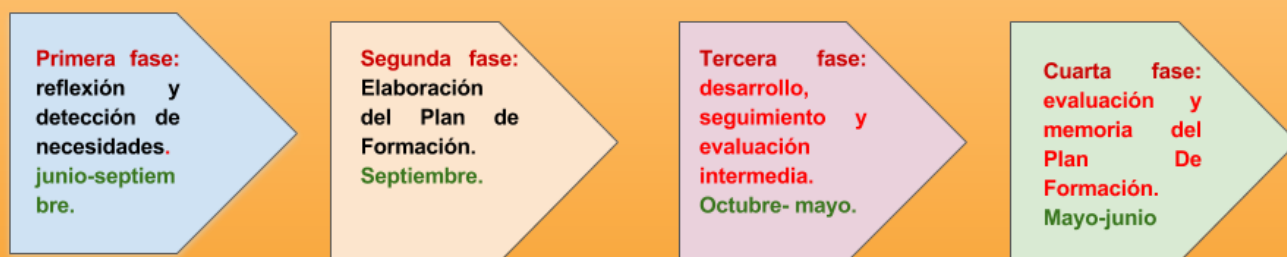 Primera fase:
reflexión y
detección de
necesidades.
junio-septiem
bre.
Segunda fase:
Elaboración
del Plan de
Formación.
Septiembre.
Tercera fase:
desarrollo,
seguimiento y
evaluación
intermedia.
Octubre- mayo.
Cuarta fase:
evaluación y
memoria del
Plan De
Formación.
Mayo-junio